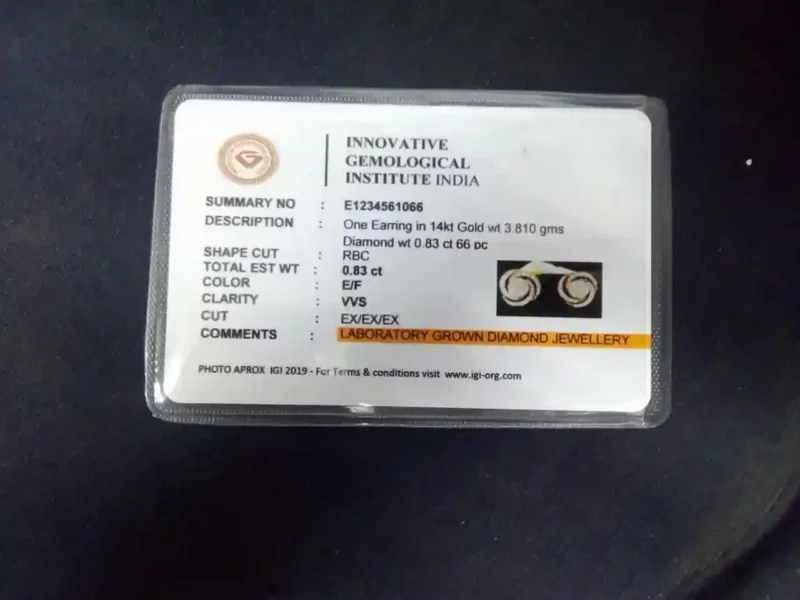 INNOVATIVE
GEMOLOGICAL
INSTITUTE INDIA
SUMMARY NO : E1234561066
DESCRIPTION : One Earring in 14kt Gold wt 3.810 gms
Diamond wt 0.83 ct 66 pc
SHAPE CUT : RBC
TOTAL EST WT : 0.83 ct
COLOR : E/F
CLARITY : VVS
CUT : EX/EX/EX
COMMENTS : LABORATORY GROWN DIAMOND JEWELLERY
PHOTO APROX IGI 2019 - For Terms & conditions visit www.igi-org.com